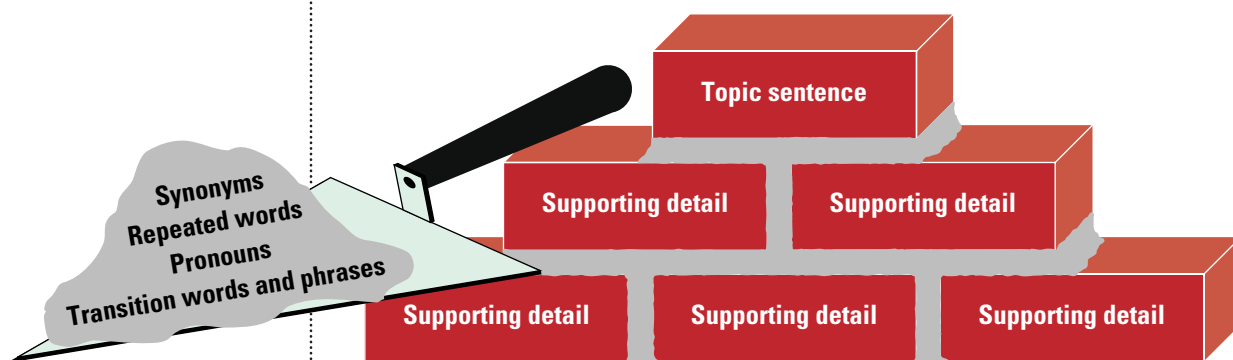 Topic sentence
Supporting detail
Supporting detail
Supporting detail
Supporting detail
Supporting detail
Synonyms
Repeated words
Pronouns
Transition words and phrases